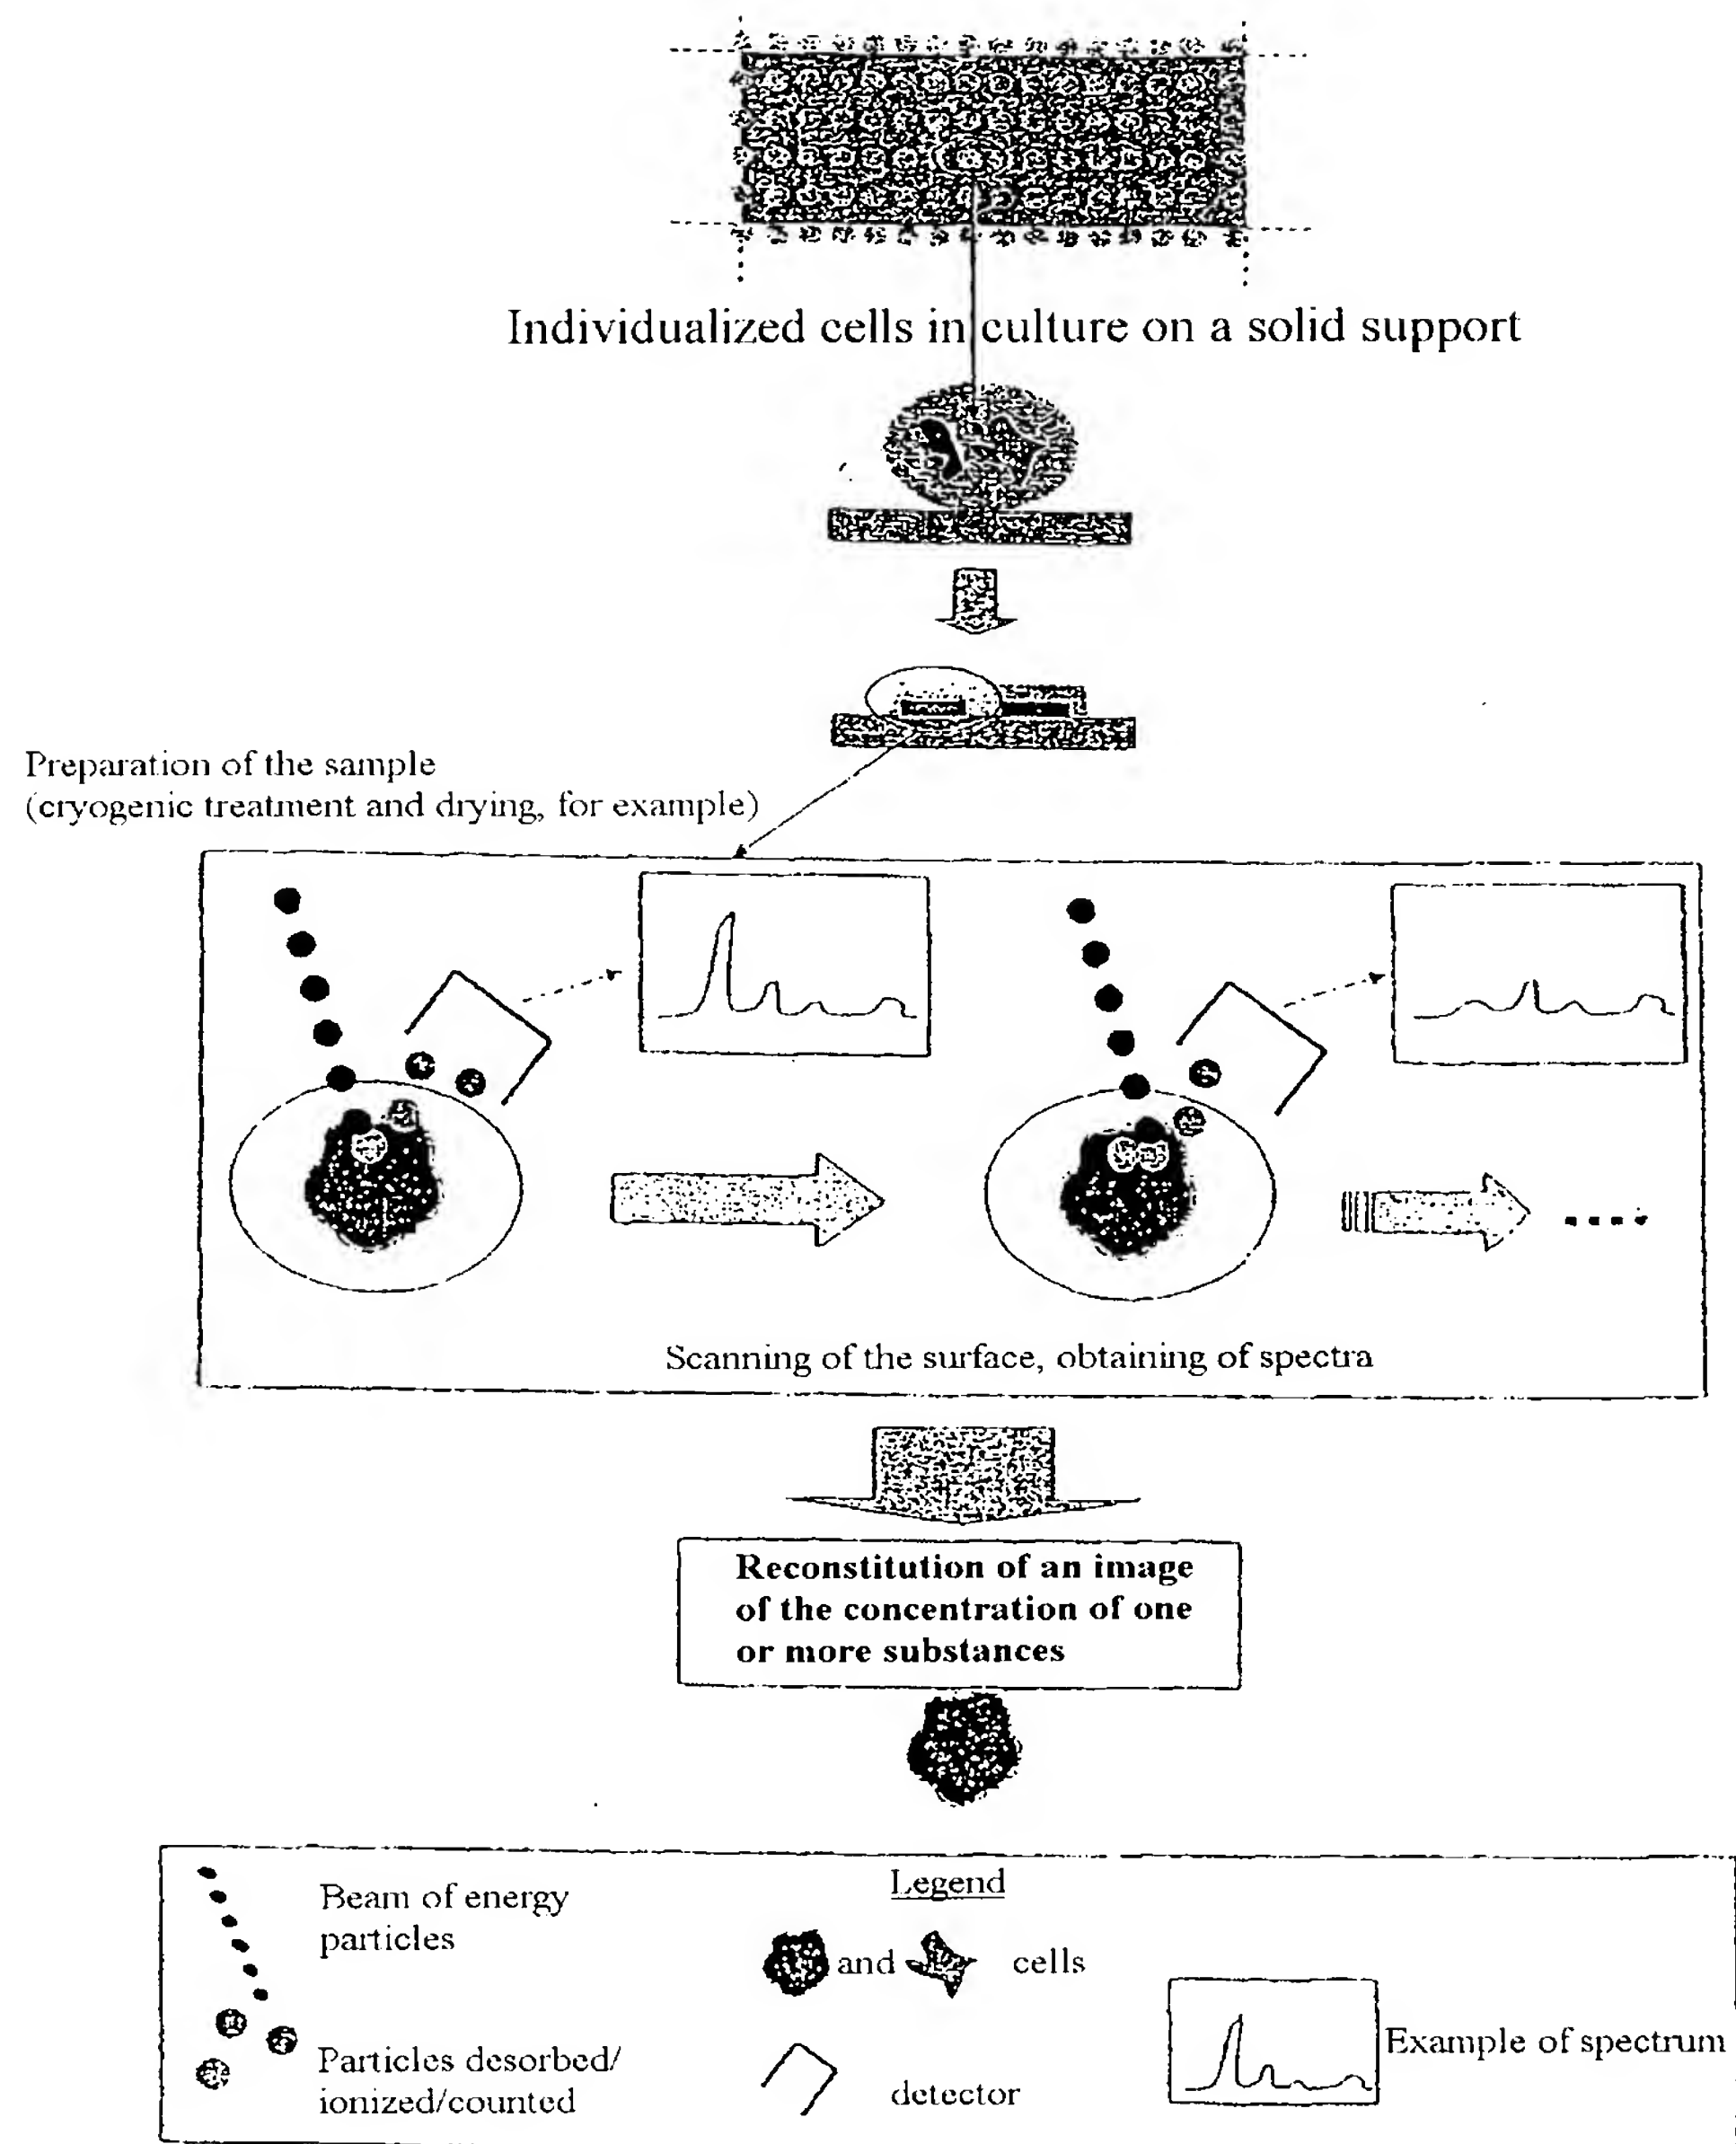 Individualized cells in culture on a solid support
Preparation of the sample
(cryogenic treatment and drying, for example)
Scanning of the surface, obtaining of spectra
Reconstitution of an image
of the concentration of one
or more substances
Legend
Beam of energy
particles
and
cells
Example of spectrum
Particles desorbed/
ionized/counted
detector